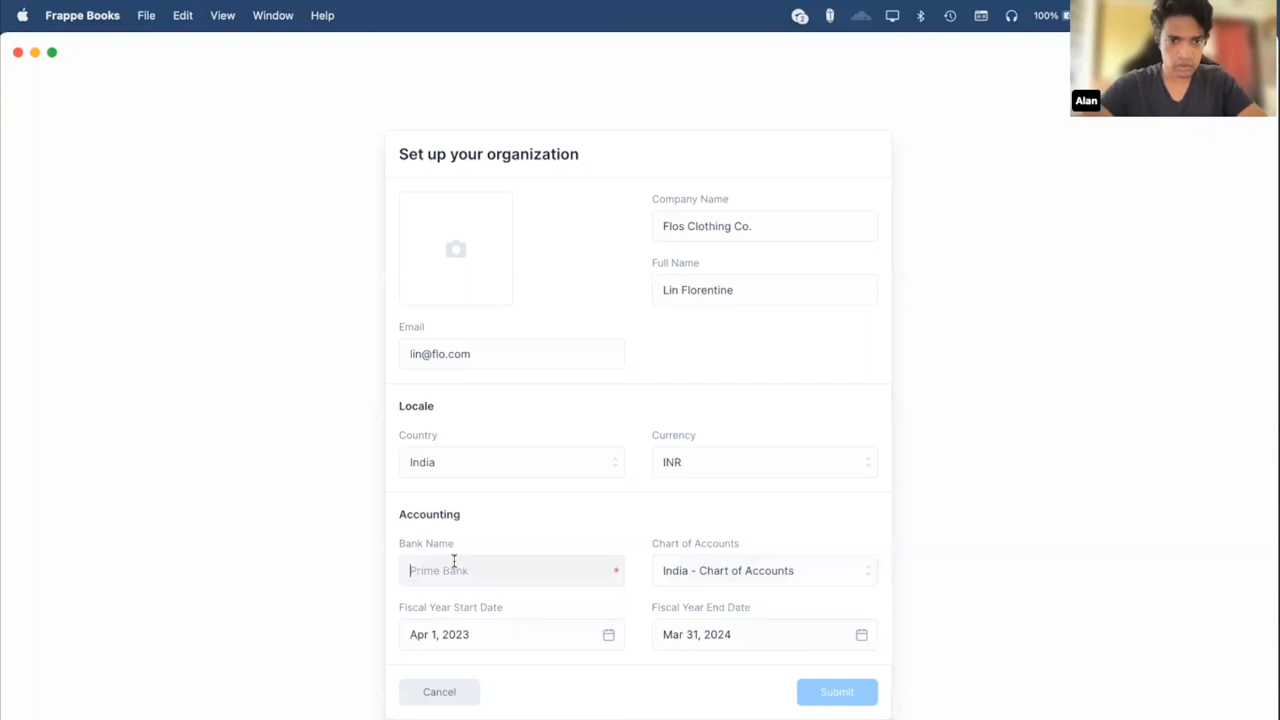 Frappe Books File Edit View Window Help 2 100%
Alan
Set up your organization
Company Name
Flos Clothing Co.
Full Name
Lin Florentine
Email
lin@flo.com
Locale
Country Currency
India INR
Accounting
Bank Name Chart of Accounts
Prime Bank * India - Chart of Accounts
Fiscal Year Start Date Fiscal Year End Date
Apr 1, 2023 Mar 31, 2024
Cancel Submit